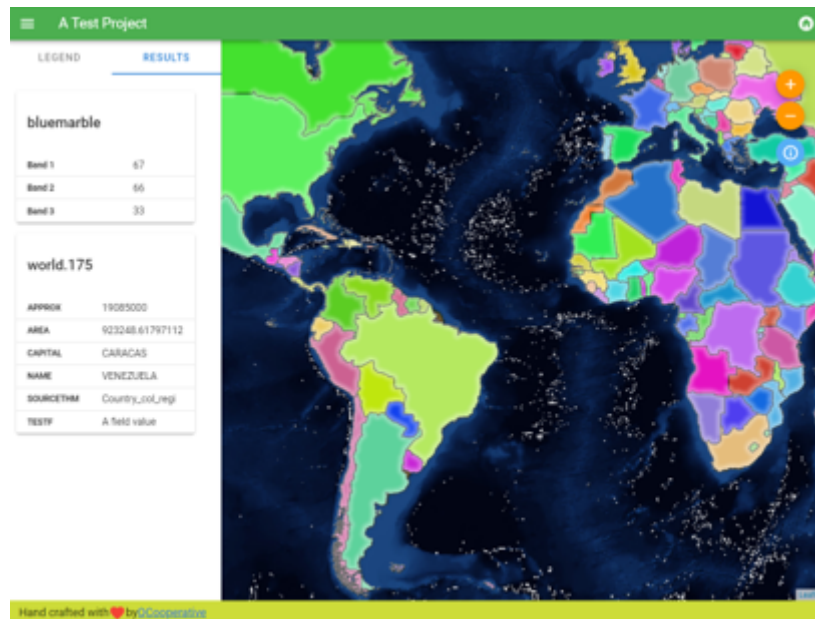 A Test Project
LEGEND RESULTS
bluemarble
Band 1 67
Band 2 66
Band 3 33
world.175
APPROX 19085000
AREA 923248.61797112
CAPITAL CARACAS
NAME VENEZUELA
SOURCETHM Country_col_regi
TESTF A field value
+
−
Hand crafted with❤by QCooperative